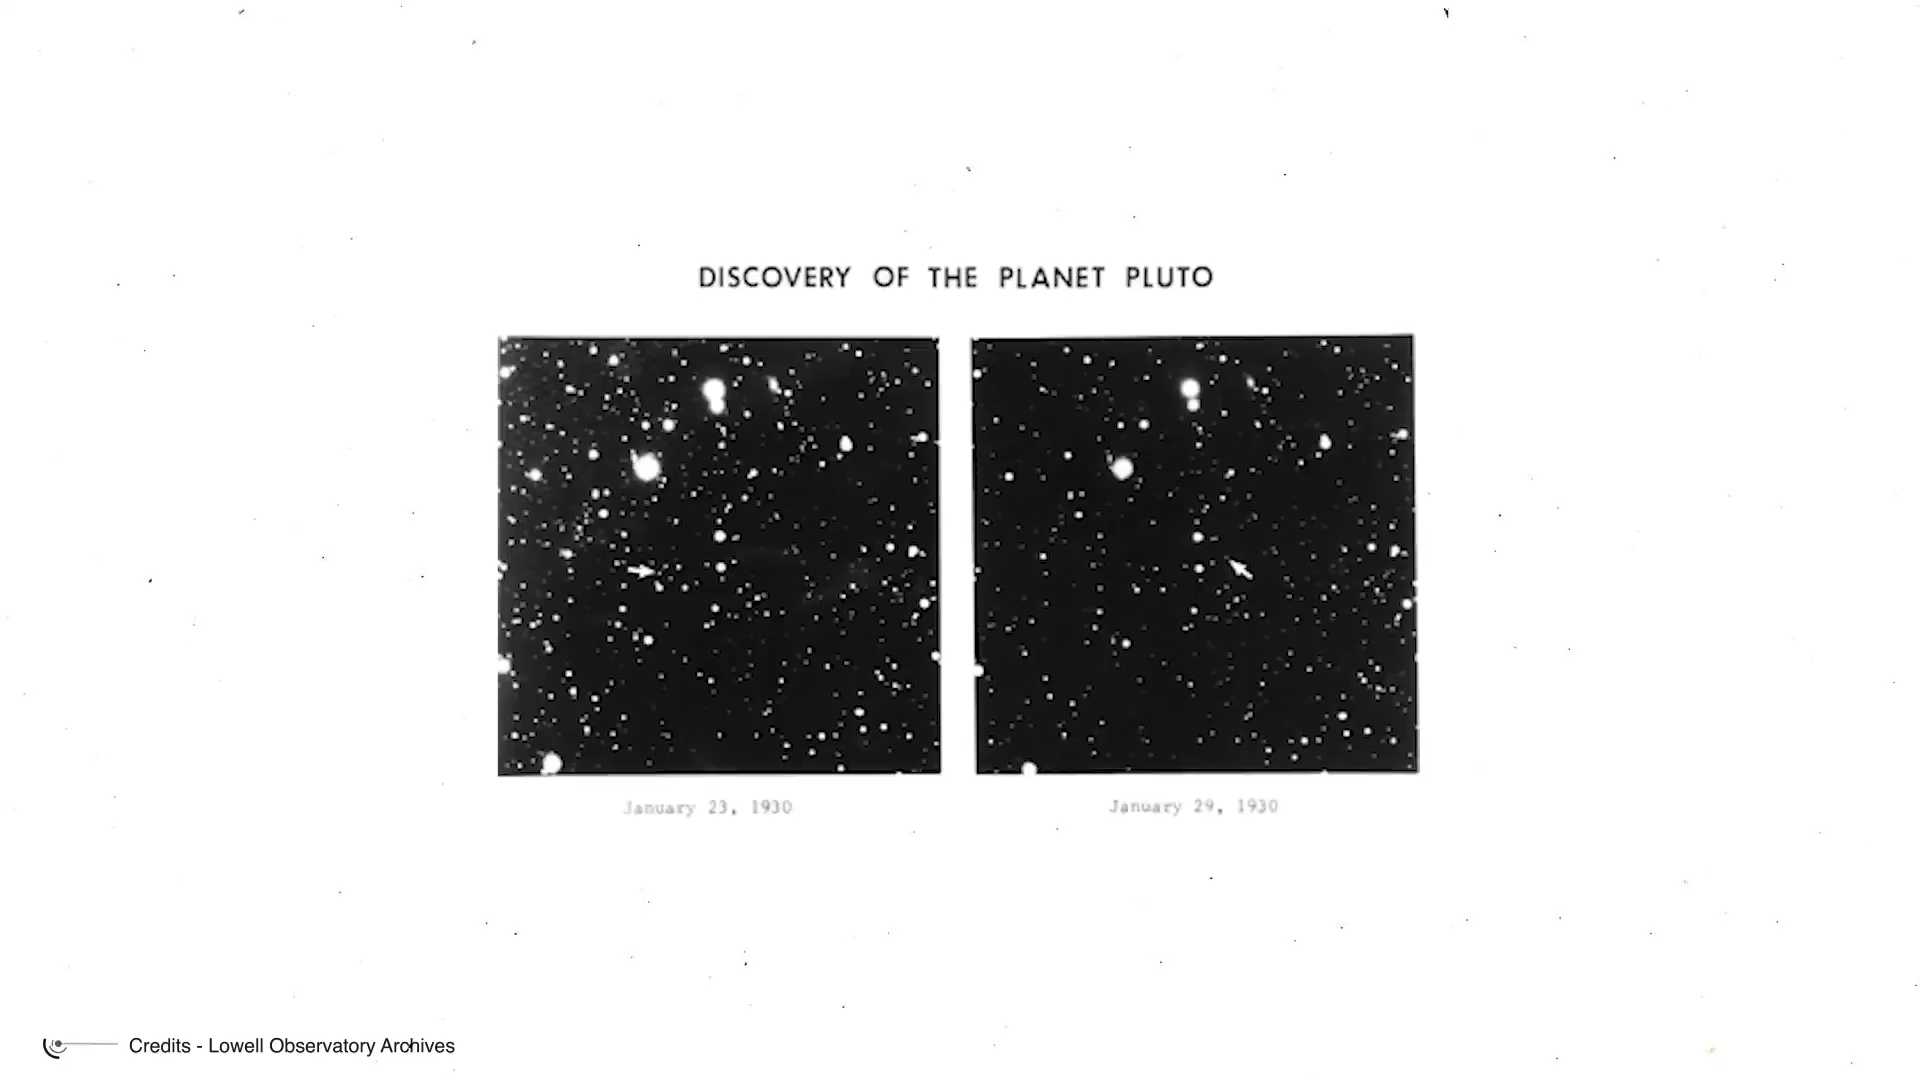 DISCOVERY OF THE PLANET PLUTO
January 23, 1930
January 29, 1930
Credits - Lowell Observatory Archives